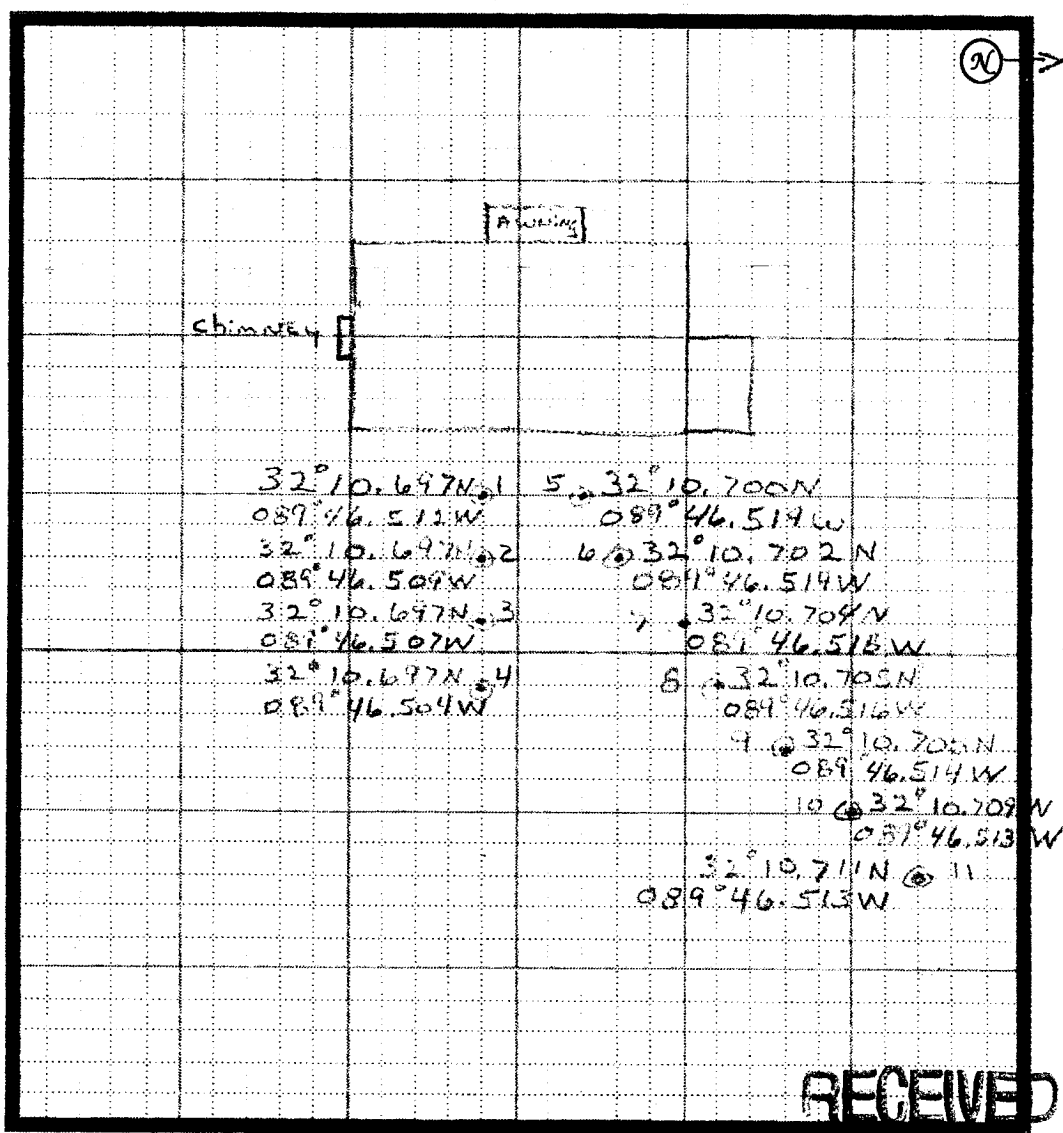 N
Awning
Chimney
32° 10.697N 1
089° 46.512W
32° 10.697N 2
089° 46.509W
32° 10.697N 3
089° 46.507W
32° 10.697N 4
089° 46.504W
5 32° 10.700N
089° 46.519W
6 32° 10.702N
089° 46.519W
7 32° 10.704N
089° 46.518W
8 32° 10.705N
089° 46.516W
9 32° 10.706N
089° 46.514W
10 32° 10.709N
089° 46.513W
32° 10.711N 11
089° 46.513W
RECEIVED